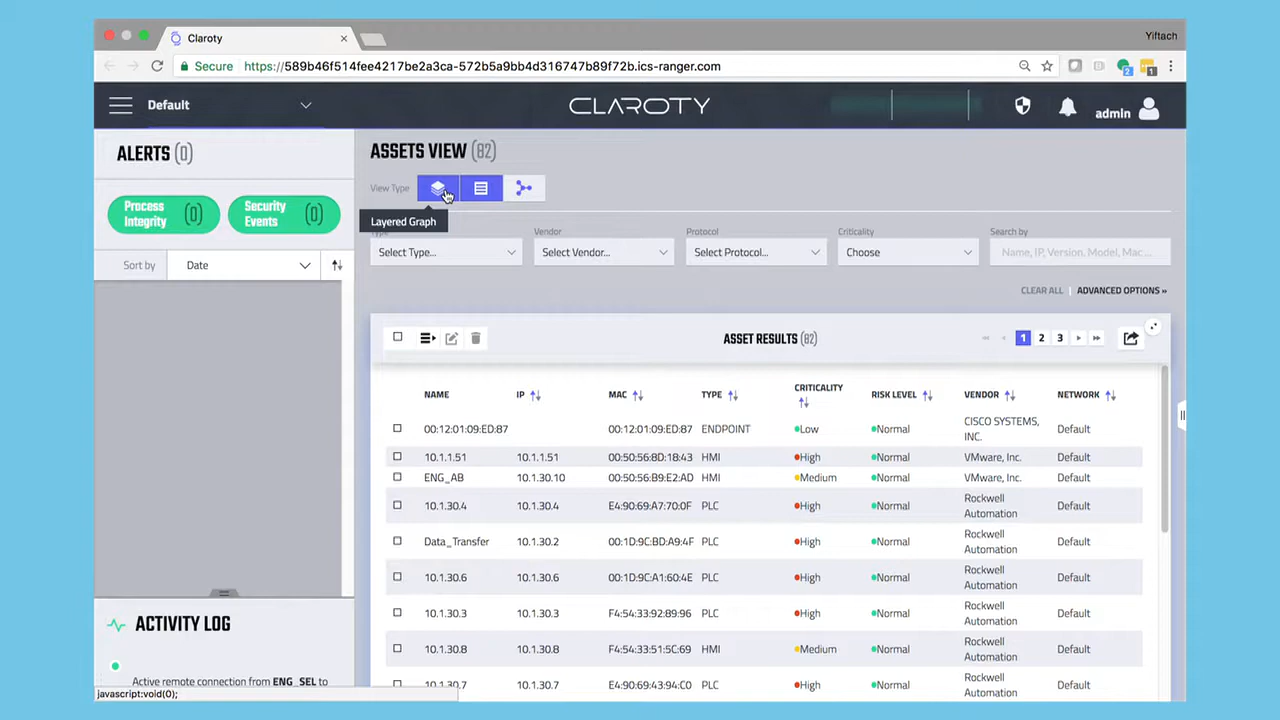 Claroty
Yiftach
Secure
https://589b46f514fee4217be2a3ca-572b5a9bb4d316747b89f72b.ics-ranger.com
2
1
Default
CLAROTY
admin
ALERTS (0)
Process Integrity (0)
Security Events (0)
Sort by
Date
ACTIVITY LOG
Active remote connection from ENG_SEL to
javascript:void(0);
ASSETS VIEW (82)
View Type
Layered Graph
Vendor
Protocol
Criticality
Search by
Select Type...
Select Vendor...
Select Protocol...
Choose
Name, IP, Version, Model, Mac...
CLEAR ALL | ADVANCED OPTIONS »
ASSET RESULTS (82)
1 2 3
NAME IP MAC TYPE CRITICALITY RISK LEVEL VENDOR NETWORK
00:12:01:09:ED:87 00:12:01:09:ED:87 ENDPOINT Low Normal CISCO SYSTEMS, INC. Default
10.1.1.51 10.1.1.51 00:50:56:8D:18:43 HMI High Normal VMware, Inc. Default
ENG_AB 10.1.30.10 00:50:56:B9:E2:AD HMI Medium Normal VMware, Inc. Default
10.1.30.4 10.1.30.4 E4:90:69:A7:70:0F PLC High Normal Rockwell Automation Default
Data_Transfer 10.1.30.2 00:1D:9C:BD:A9:4F PLC High Normal Rockwell Automation Default
10.1.30.6 10.1.30.6 00:1D:9C:A1:60:4E PLC High Normal Rockwell Automation Default
10.1.30.3 10.1.30.3 F4:54:33:92:89:96 PLC High Normal Rockwell Automation Default
10.1.30.8 10.1.30.8 F4:54:33:51:5C:69 HMI Medium Normal Rockwell Automation Default
10.1.30.7 10.1.30.7 E4:90:69:43:94:C0 PLC High Normal Rockwell Automation Default